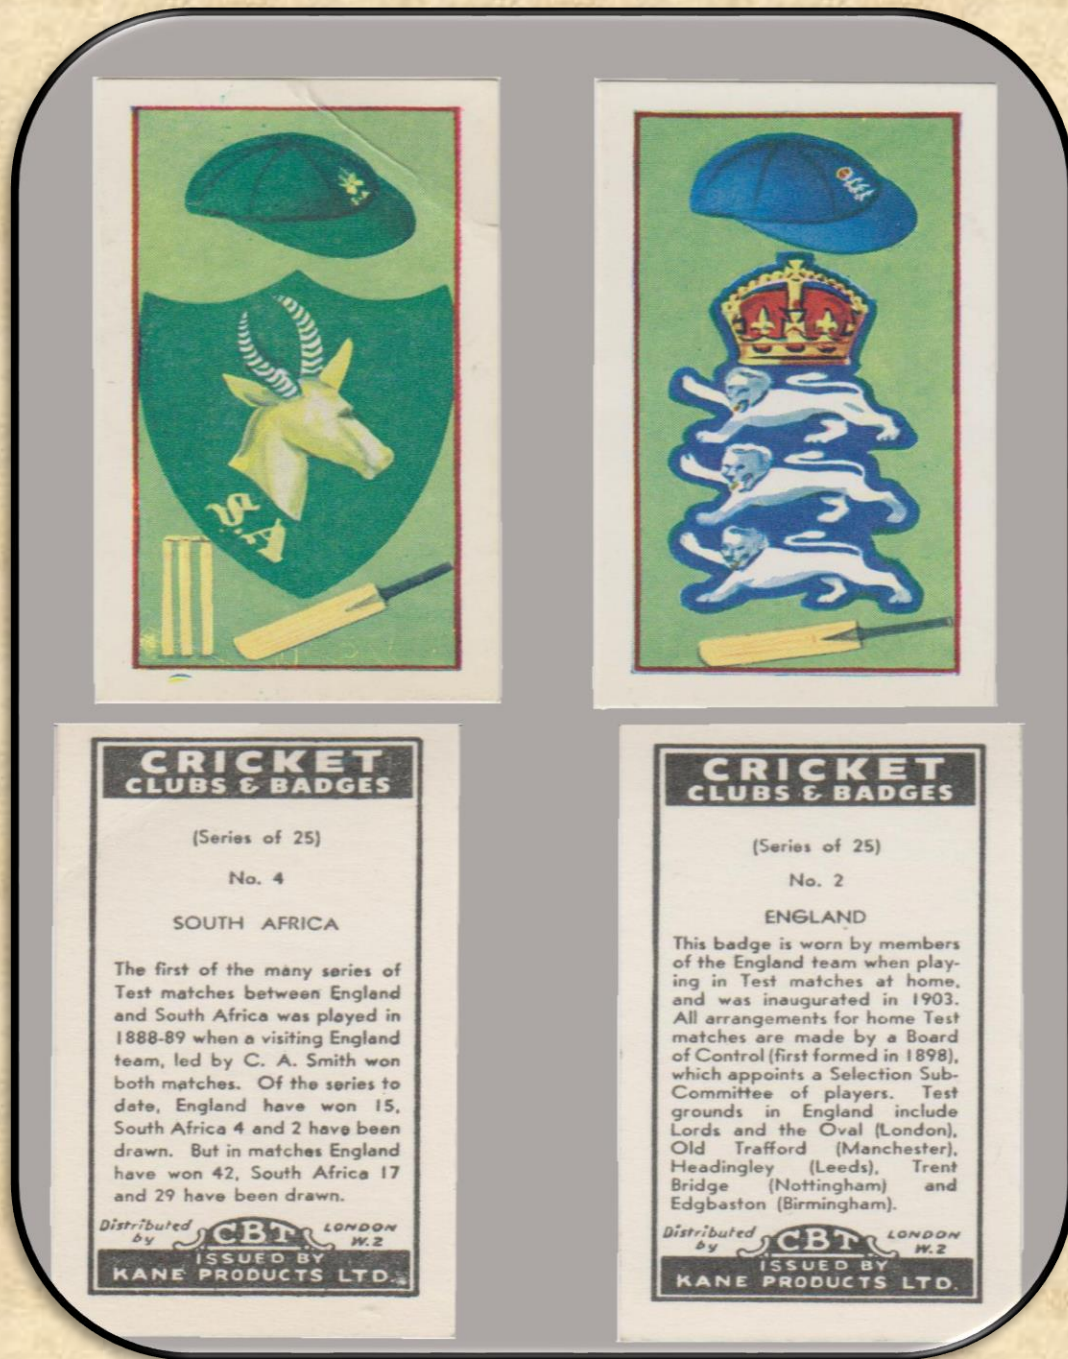 S.A.
CRICKET
CLUBS & BADGES
(Series of 25)
No. 4
SOUTH AFRICA
The first of the many series of
Test matches between England
and South Africa was played in
1888-89 when a visiting England
team, led by C. A. Smith won
both matches. Of the series to
date, England have won 15,
South Africa 4 and 2 have been
drawn. But in matches England
have won 42, South Africa 17
and 29 have been drawn.
Distributed by CBT LONDON W.2
ISSUED BY
KANE PRODUCTS LTD.
CRICKET
CLUBS & BADGES
(Series of 25)
No. 2
ENGLAND
This badge is worn by members
of the England team when play-
ing in Test matches at home,
and was inaugurated in 1903.
All arrangements for home Test
matches are made by a Board
of Control (first formed in 1898),
which appoints a Selection Sub-
Committee of players. Test
grounds in England include
Lords and the Oval (London),
Old Trafford (Manchester),
Headingley (Leeds), Trent
Bridge (Nottingham) and
Edgbaston (Birmingham).
Distributed by CBT LONDON W.2
ISSUED BY
KANE PRODUCTS LTD.